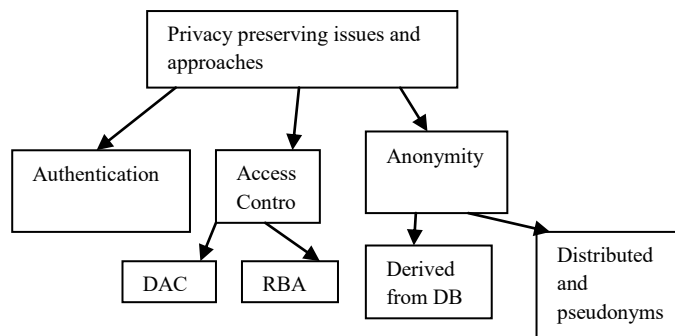 Privacy preserving issues and
approaches
Authentication
Access
Contro
Anonymity
DAC
RBA
Derived
from DB
Distributed
and
pseudonyms